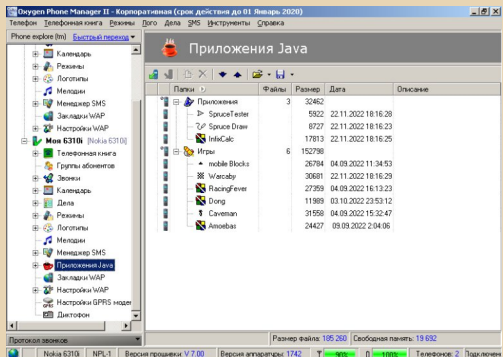 Oxygen Phone Manager II - Корпоративная (срок действия до 01 Январь 2020)
Телефон Телефонная книга Режимы Лого Дела SMS Инструменты Справка
Phone explore (tm) Быстрый переход
Приложения Java
Календарь
Режимы
Логотипы
Мелодии
Менеджер SMS
Закладки WAP
Настройки WAP
Моя 6310i [Nokia 6310i]
Телефонная книга
Группы абонентов
Звонки
Календарь
Дела
Режимы
Логотипы
Мелодии
Менеджер SMS
Приложения Java
Закладки WAP
Настройки WAP
Настройки GPRS модем
Диктофон
Протокол звонков
Папки Файлы Размер Дата Описание
Приложения 3 32462
SpruceTester 5922 22.11.2022 18:16:28
Spruce Draw 8727 22.11.2022 18:16:23
InfixCalc 17813 22.11.2022 18:16:25
Игры 6 152798
mobile Blocks 26784 04.09.2022 11:34:53
Warcaby 30681 22.11.2022 18:16:29
RacingFever 27359 04.09.2022 16:13:23
Dong 11989 03.10.2022 23:53:12
Caveman 31558 04.09.2022 15:32:47
Amoebas 24427 09.09.2022 2:04:06
Размер файла: 185 260 Свободная память: 19 692
Nokia 6310i NPL-1 Версия прошивки: V 7.00 Версия аппаратуры: 1742 90% 100% Телефонов: 2 Подключен